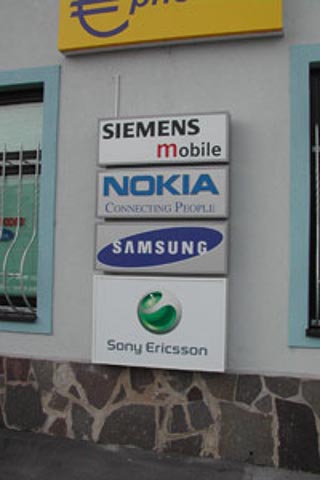 SIEMENS
mobile
NOKIA
CONNECTING PEOPLE
SAMSUNG
Sony Ericsson